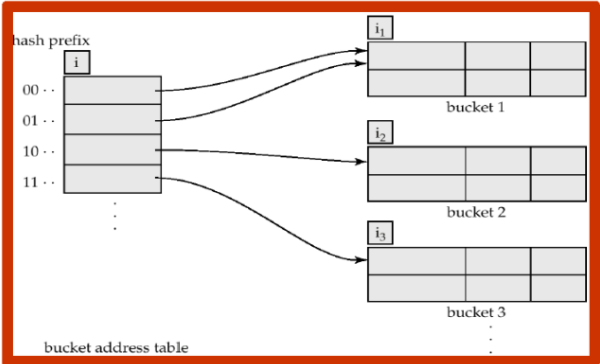 hash prefix
i
00 · ·
01 · ·
10 · ·
11 · ·
bucket address table
i1
bucket 1
i2
bucket 2
i3
bucket 3